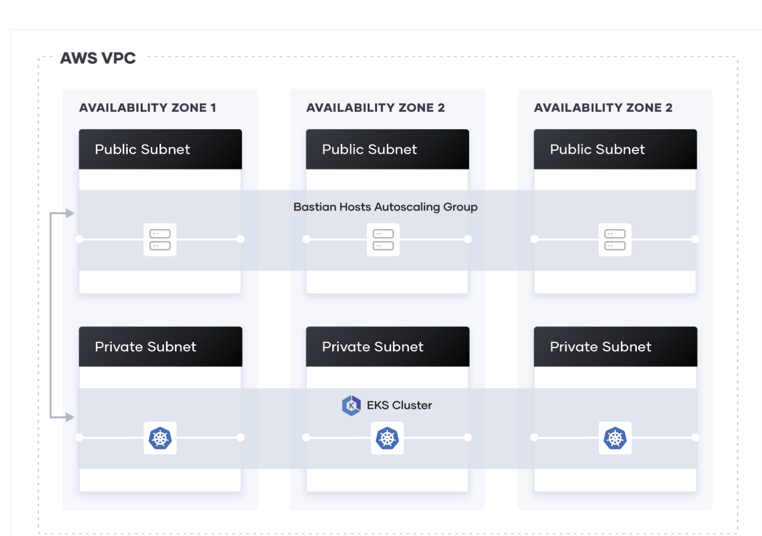 AWS VPC
AVAILABILITY ZONE 1
AVAILABILITY ZONE 2
AVAILABILITY ZONE 2
Public Subnet
Public Subnet
Public Subnet
Bastian Hosts Autoscaling Group
Private Subnet
Private Subnet
Private Subnet
K
EKS Cluster